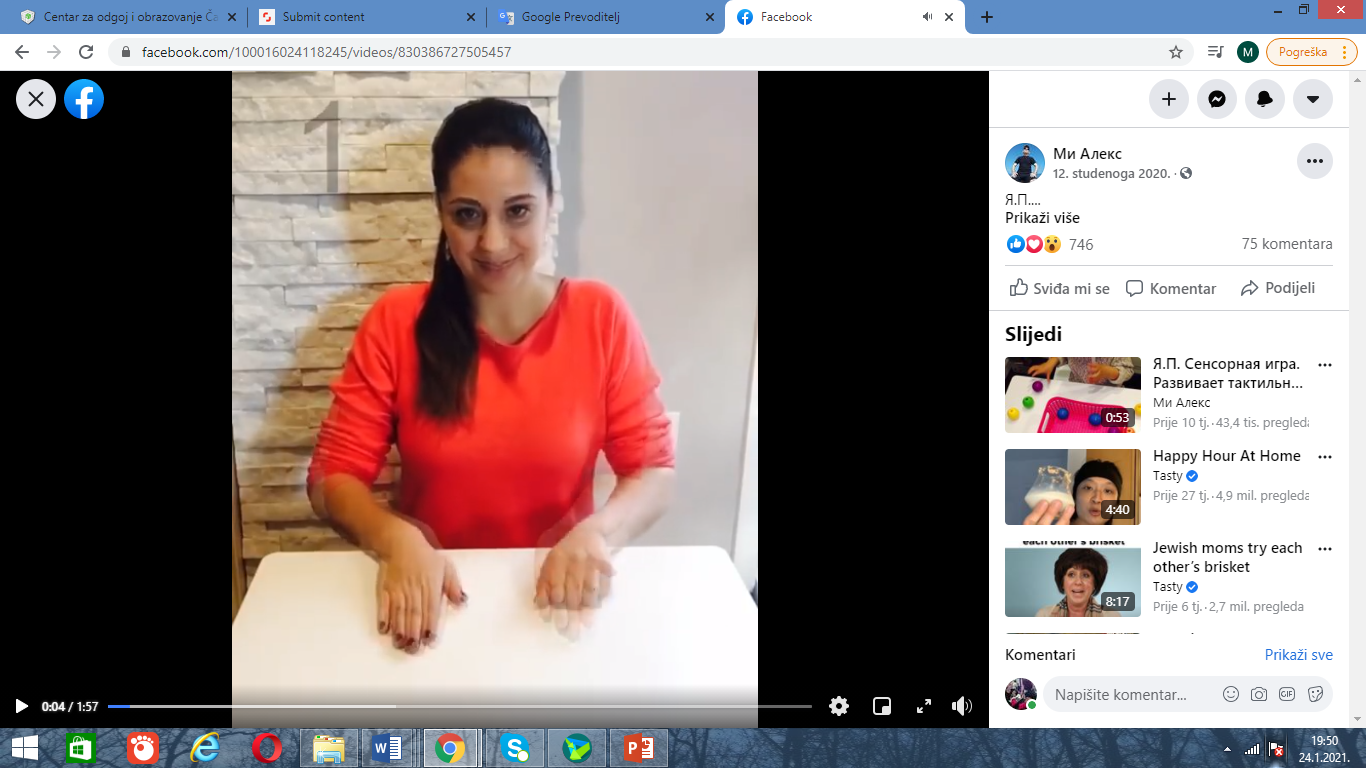 Centar za odgoj i obrazovanje Ča
Submit content
Google Prevoditelj
Facebook
facebook.com/100016024118245/videos/830386727505457
M
Pogreška
1
Ми Алекс
12. studenoga 2020. ·
Я.П....
Prikaži više
746
75 komentara
Sviđa mi se
Komentar
Podijeli
Slijedi
Я.П. Сенсорная игра.
Развивает тактильн...
Ми Алекс
Prije 10 tj. · 43,4 tis. pregleda
0:53
Happy Hour At Home
Tasty
Prije 27 tj. · 4,9 mil. pregleda
4:40
each other's brisket
Jewish moms try each
other's brisket
Tasty
Prije 6 tj. · 2,7 mil. pregleda
8:17
Komentari
Prikaži sve
Napišite komentar...
GIF
0:04 / 1:57
19:50
24.1.2021.